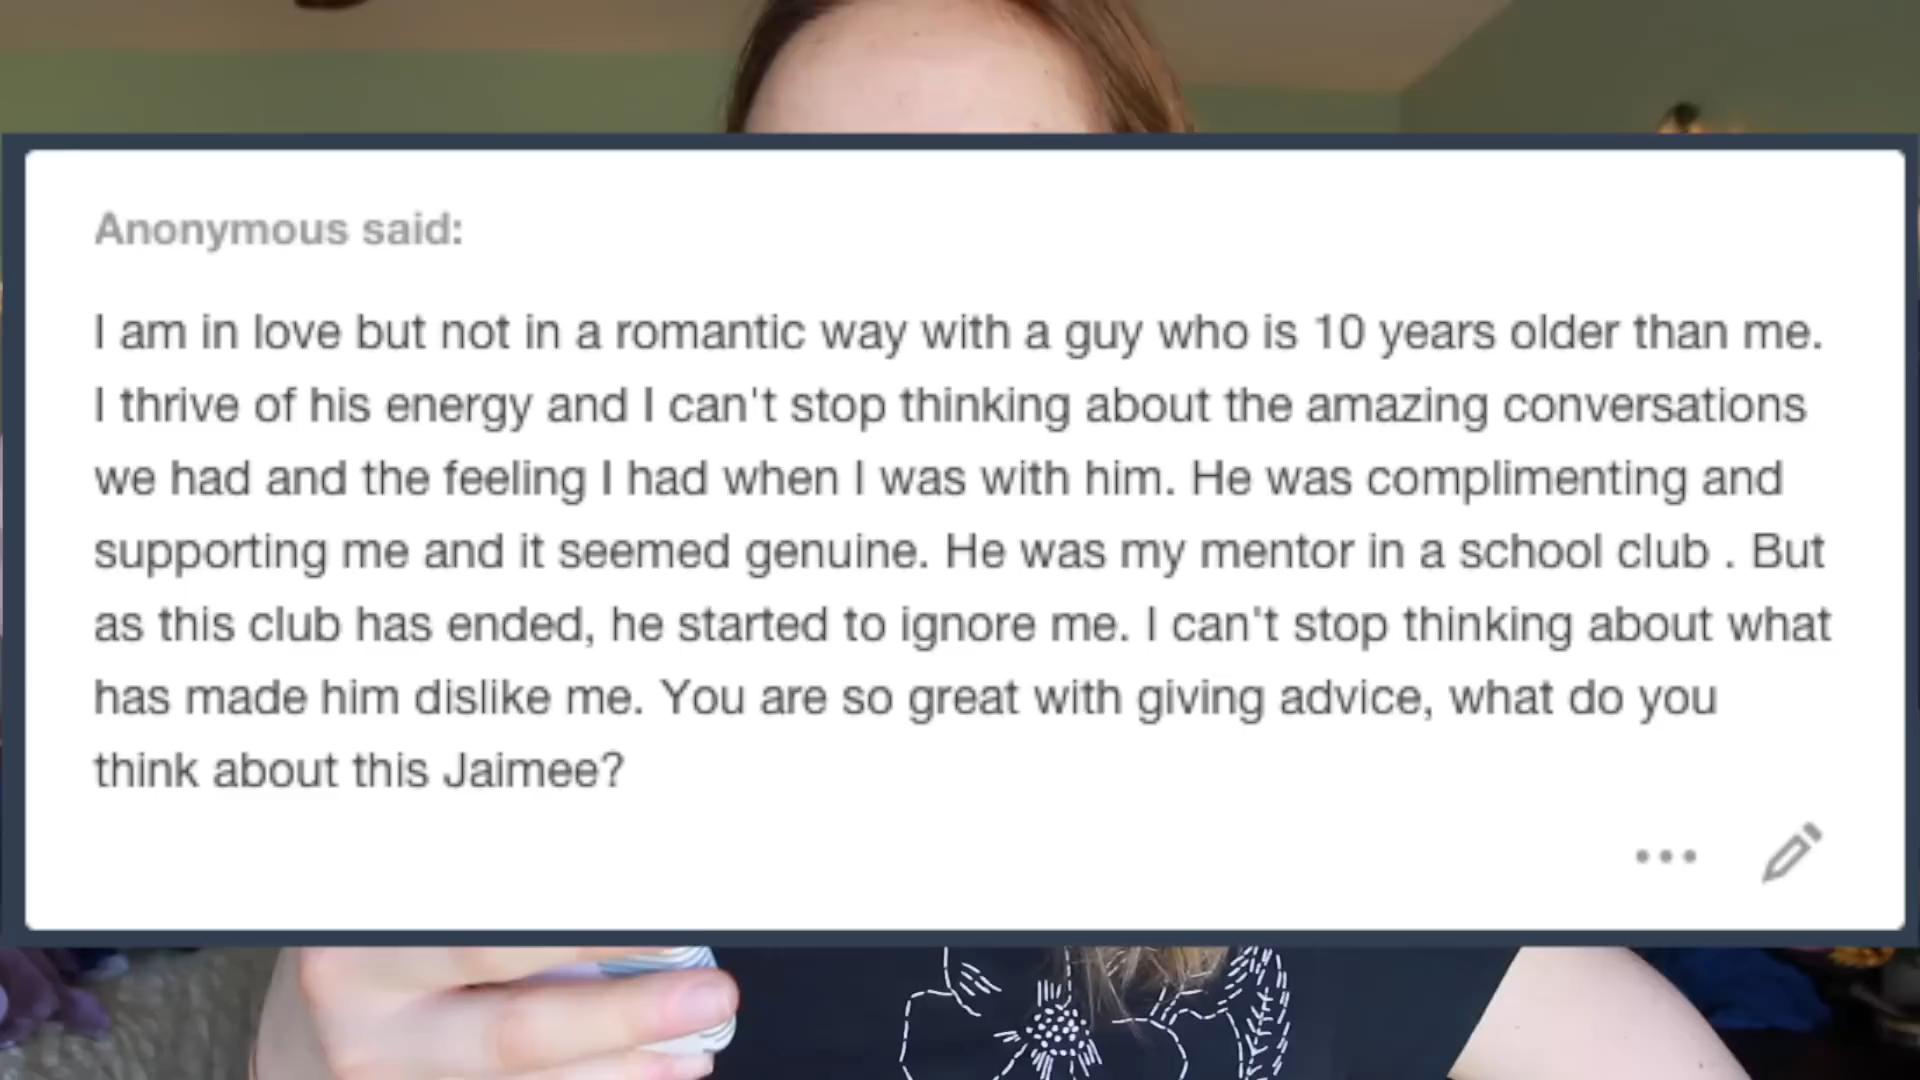 Anonymous said:
I am in love but not in a romantic way with a guy who is 10 years older than me.
I thrive of his energy and I can't stop thinking about the amazing conversations
we had and the feeling I had when I was with him. He was complimenting and
supporting me and it seemed genuine. He was my mentor in a school club . But
as this club has ended, he started to ignore me. I can't stop thinking about what
has made him dislike me. You are so great with giving advice, what do you
think about this Jaimee?